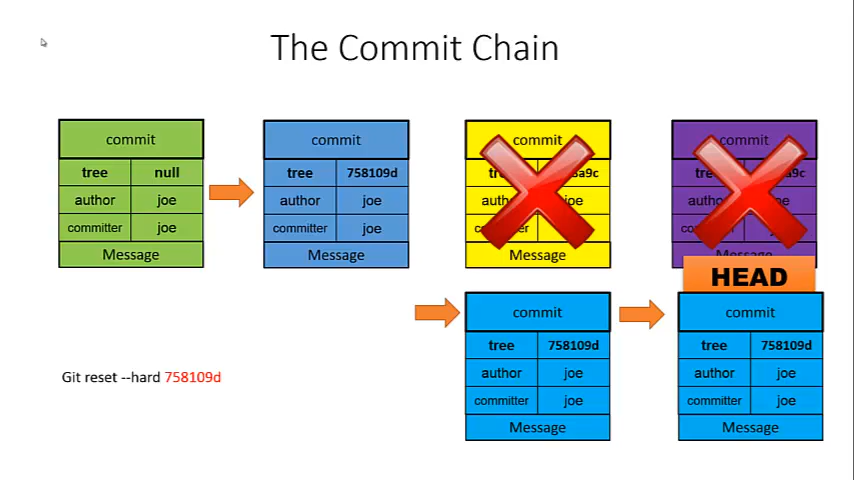 The Commit Chain
commit
tree null
author joe
committer joe
Message
commit
tree 758109d
author joe
committer joe
Message
commit
Message
commit
Message
HEAD
commit
tree 758109d
author joe
committer joe
Message
commit
tree 758109d
author joe
committer joe
Message
Git reset --hard 758109d